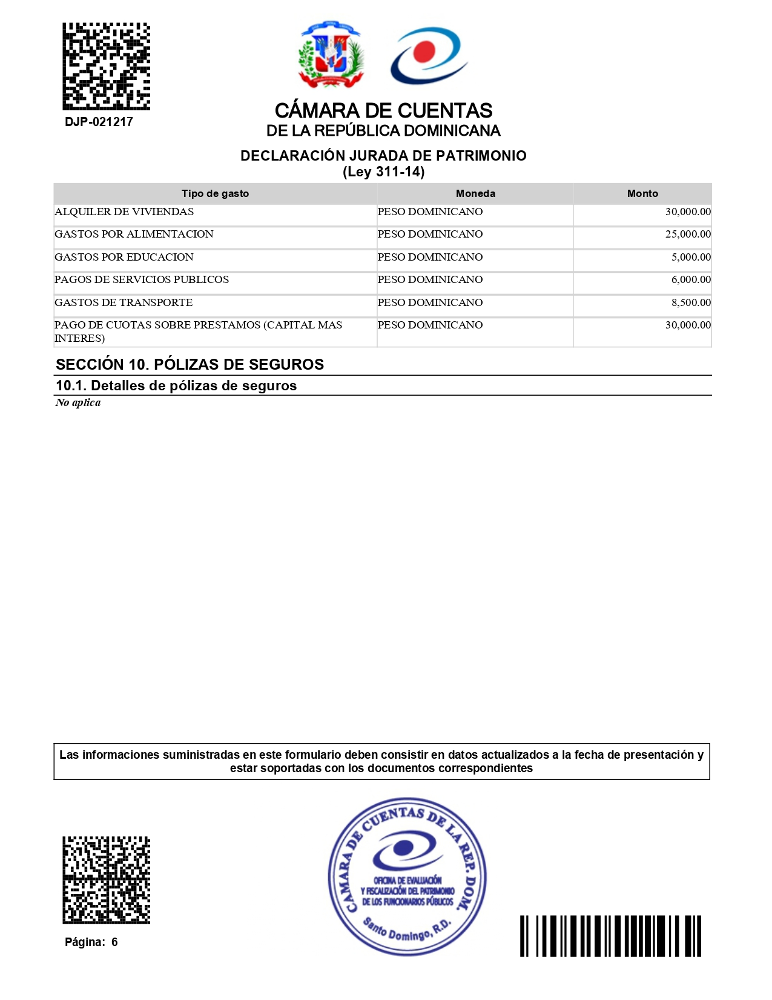 DJP-021217
CÁMARA DE CUENTAS
DE LA REPÚBLICA DOMINICANA
DECLARACIÓN JURADA DE PATRIMONIO
(Ley 311-14)
Tipo de gasto Moneda Monto
ALQUILER DE VIVIENDAS PESO DOMINICANO 30,000.00
GASTOS POR ALIMENTACION PESO DOMINICANO 25,000.00
GASTOS POR EDUCACION PESO DOMINICANO 5,000.00
PAGOS DE SERVICIOS PUBLICOS PESO DOMINICANO 6,000.00
GASTOS DE TRANSPORTE PESO DOMINICANO 8,500.00
PAGO DE CUOTAS SOBRE PRESTAMOS (CAPITAL MAS PESO DOMINICANO 30,000.00
INTERES)
SECCIÓN 10. PÓLIZAS DE SEGUROS
10.1. Detalles de pólizas de seguros
No aplica
Las informaciones suministradas en este formulario deben consistir en datos actualizados a la fecha de presentación y
estar soportadas con los documentos correspondientes
CAMARA DE CUENTAS DE LA REP. DOM.
OFICINA DE EVALUACIÓN
Y FISCALIZACIÓN DEL PATRIMONIO
DE LOS FUNCIONARIOS PÚBLICOS
Santo Domingo, R.D.
Página: 6